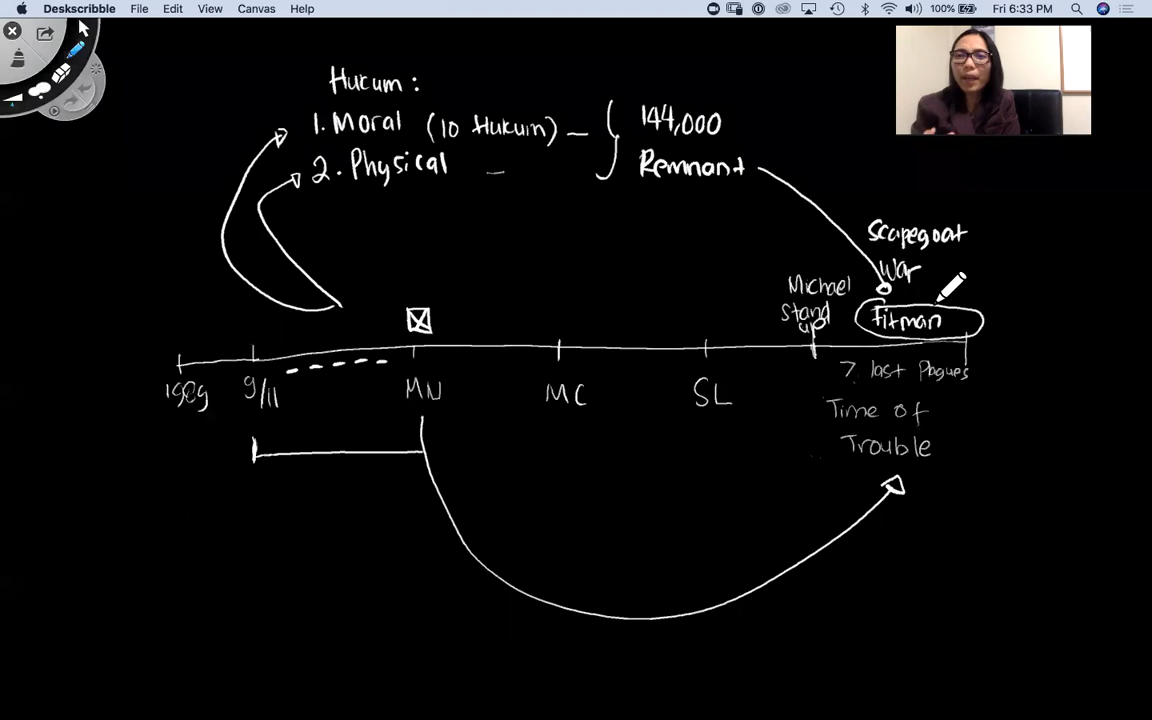 Deskscribble File Edit View Window Canvas Help 100% Fri 6:33 PM
Hukum :
1. Moral (10 Hukum) - 144,000
2. Physical - Remnant
Scapegoat
War
Michael
Stand
up
Fitman
1989 9/11 MN MC SL
7 last Plagues
Time of
Trouble